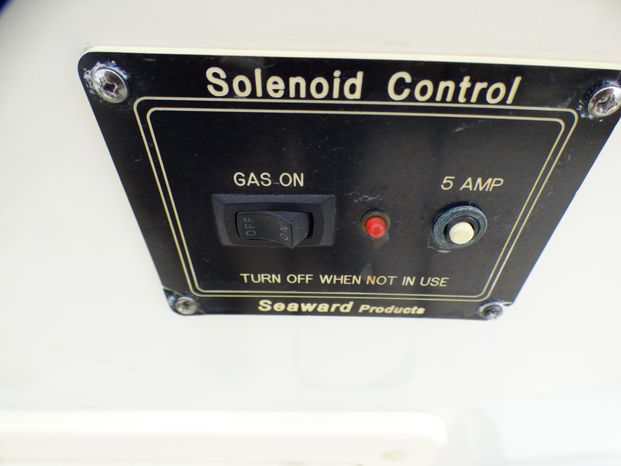 Solenoid Control
GAS ON
5 AMP
OFF
ON
TURN OFF WHEN NOT IN USE
Seaward Products